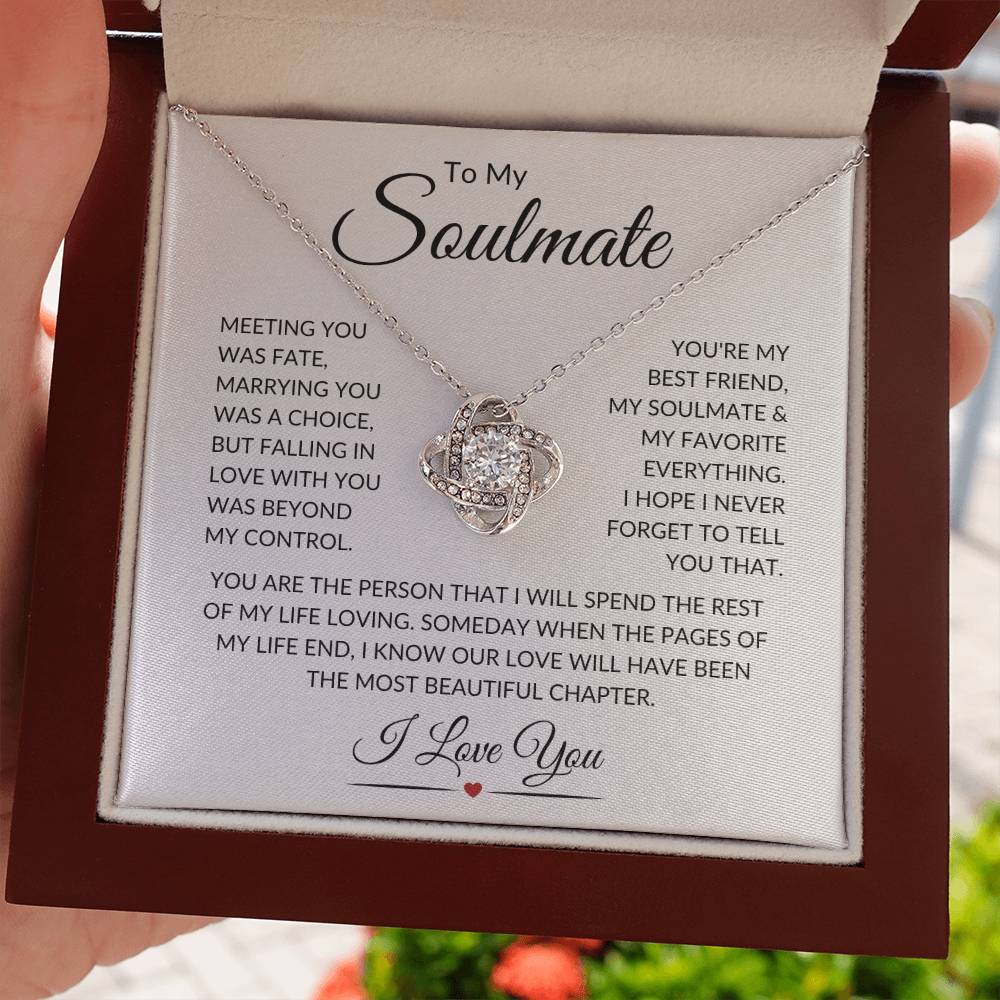 To My
Soulmate
MEETING YOU
WAS FATE,
MARRYING YOU
WAS A CHOICE,
BUT FALLING IN
LOVE WITH YOU
WAS BEYOND
MY CONTROL.
YOU'RE MY
BEST FRIEND,
MY SOULMATE &
MY FAVORITE
EVERYTHING.
I HOPE I NEVER
FORGET TO TELL
YOU THAT.
YOU ARE THE PERSON THAT I WILL SPEND THE REST
OF MY LIFE LOVING. SOMEDAY WHEN THE PAGES OF
MY LIFE END, I KNOW OUR LOVE WILL HAVE BEEN
THE MOST BEAUTIFUL CHAPTER.
I Love You